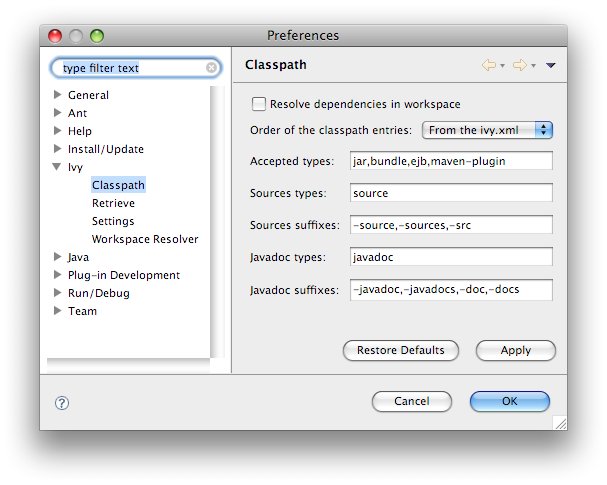 Preferences
type filter text
General
Ant
Help
Install/Update
Ivy
Classpath
Retrieve
Settings
Workspace Resolver
Java
Plug-in Development
Run/Debug
Team
Classpath
Resolve dependencies in workspace
Order of the classpath entries: From the ivy.xml
Accepted types: jar,bundle,ejb,maven-plugin
Sources types: source
Sources suffixes: -source,-sources,-src
Javadoc types: javadoc
Javadoc suffixes: -javadoc,-javadocs,-doc,-docs
Restore Defaults Apply
? Cancel OK